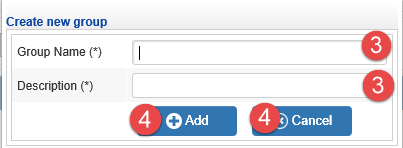 Create new group
Group Name (*) 3
Description (*) 3
4 Add 4 Cancel